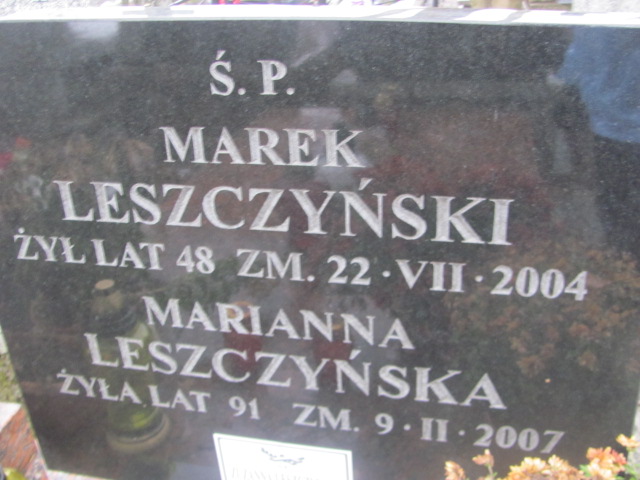 Ś. P.
MAREK
LESZCZYŃSKI
ŻYŁ LAT 48 ZM. 22 · VII · 2004
MARIANNA
LESZCZYŃSKA
ŻYŁA LAT 91 ZM. 9 · II · 2007